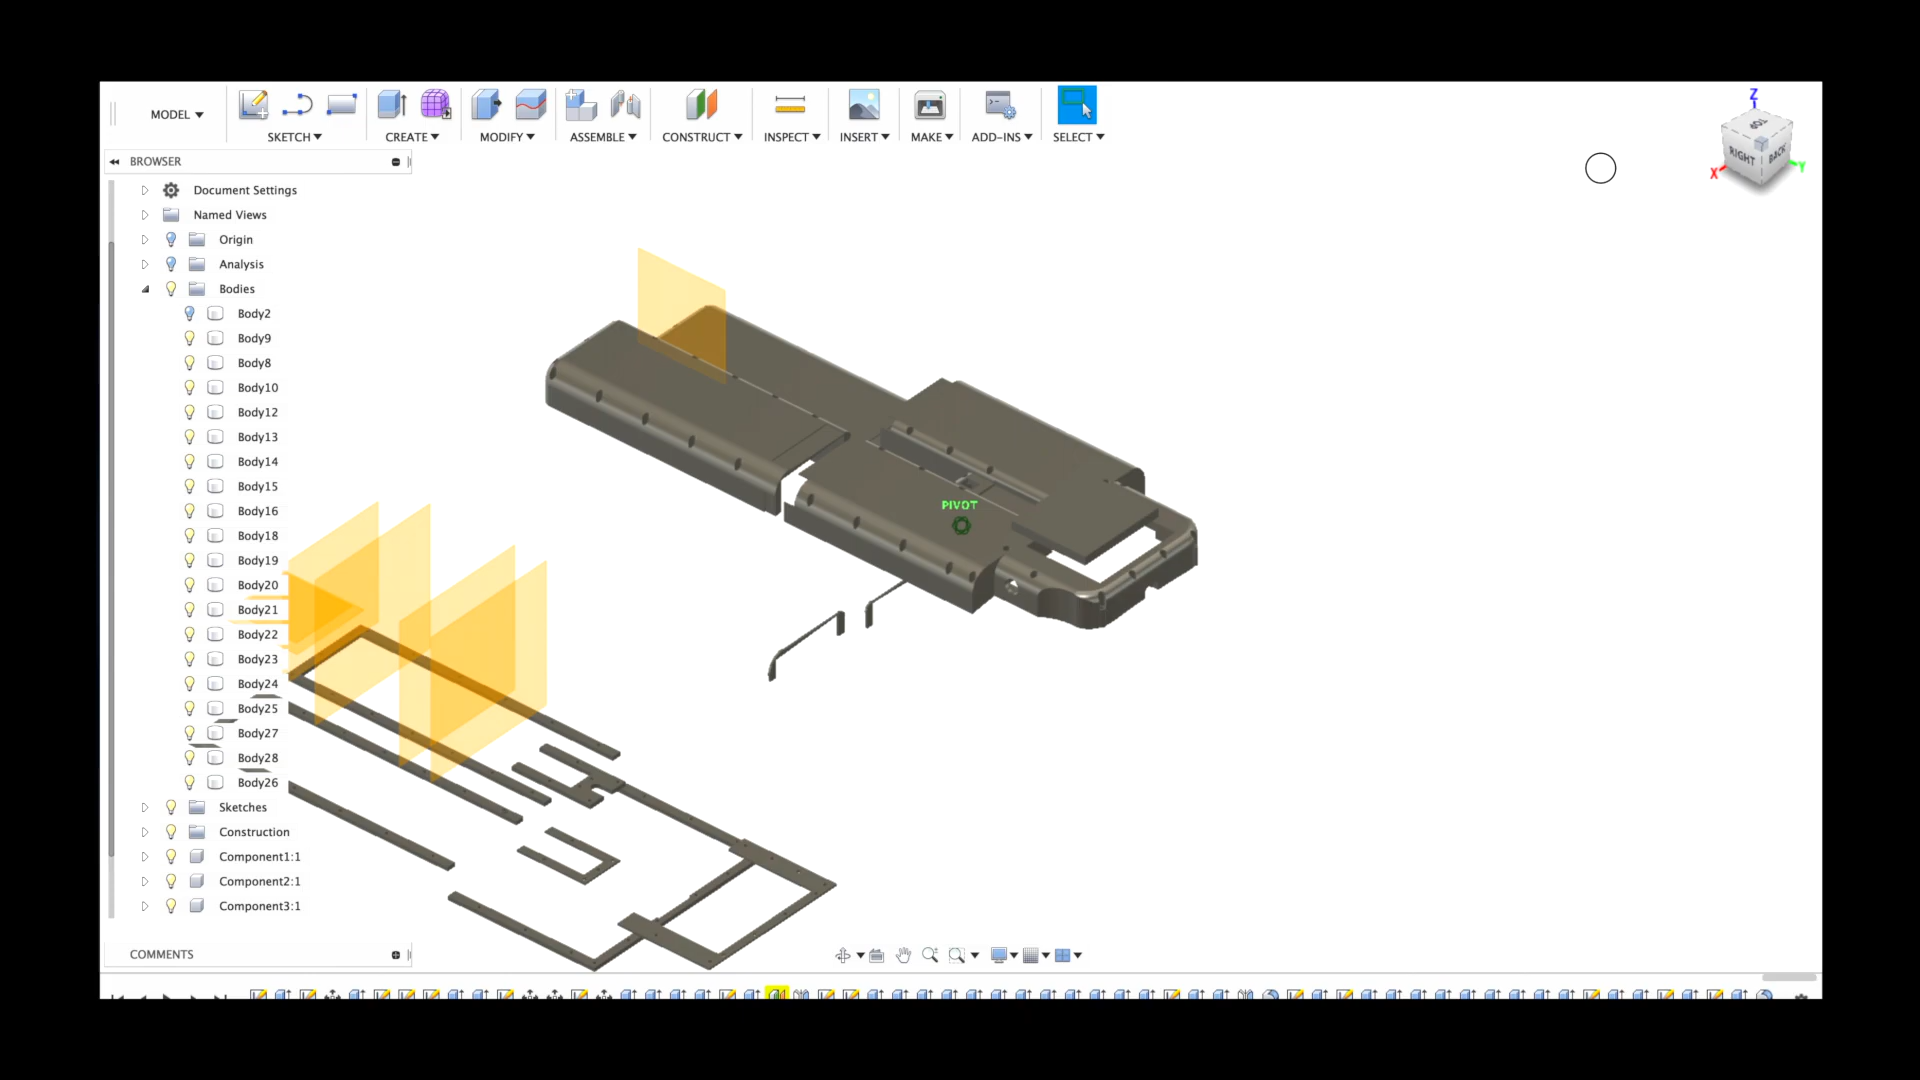 MODEL
SKETCH
CREATE
MODIFY
ASSEMBLE
CONSTRUCT
INSPECT
INSERT
MAKE
ADD-INS
SELECT
Z
TOP
RIGHT
BACK
X
Y
BROWSER
Document Settings
Named Views
Origin
Analysis
Bodies
Body2
Body9
Body8
Body10
Body12
Body13
Body14
Body15
Body16
Body18
Body19
Body20
Body21
Body22
Body23
Body24
Body25
Body27
Body28
Body26
Sketches
Construction
Component1:1
Component2:1
Component3:1
PIVOT
COMMENTS